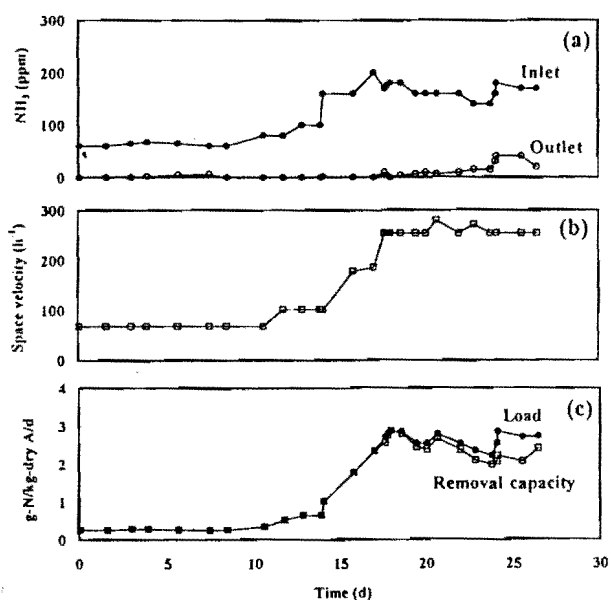 300
(a)
Inlet
200
NH3 (ppm)
100
Outlet
0
300
(b)
200
Space velocity (h-1)
100
0
4
(c)
Load
3
2
Removal capacity
g-N/kg-dry A/d
1
0
0 5 10 15 20 25 30
Time (d)